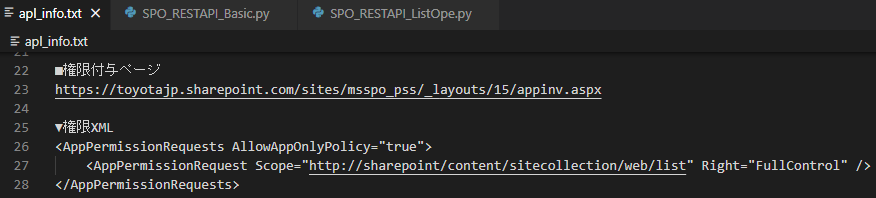 apl_info.txt × SPO_RESTAPI_Basic.py SPO_RESTAPI_ListOpe.py
apl_info.txt
21
22 ■権限付与ページ
23 https://toyotajp.sharepoint.com/sites/msspo_pss/_layouts/15/appinv.aspx
24
25 ▼権限XML
26 <AppPermissionRequests AllowAppOnlyPolicy="true">
27 <AppPermissionRequest Scope="http://sharepoint/content/sitecollection/web/list" Right="FullControl" />
28 </AppPermissionRequests>